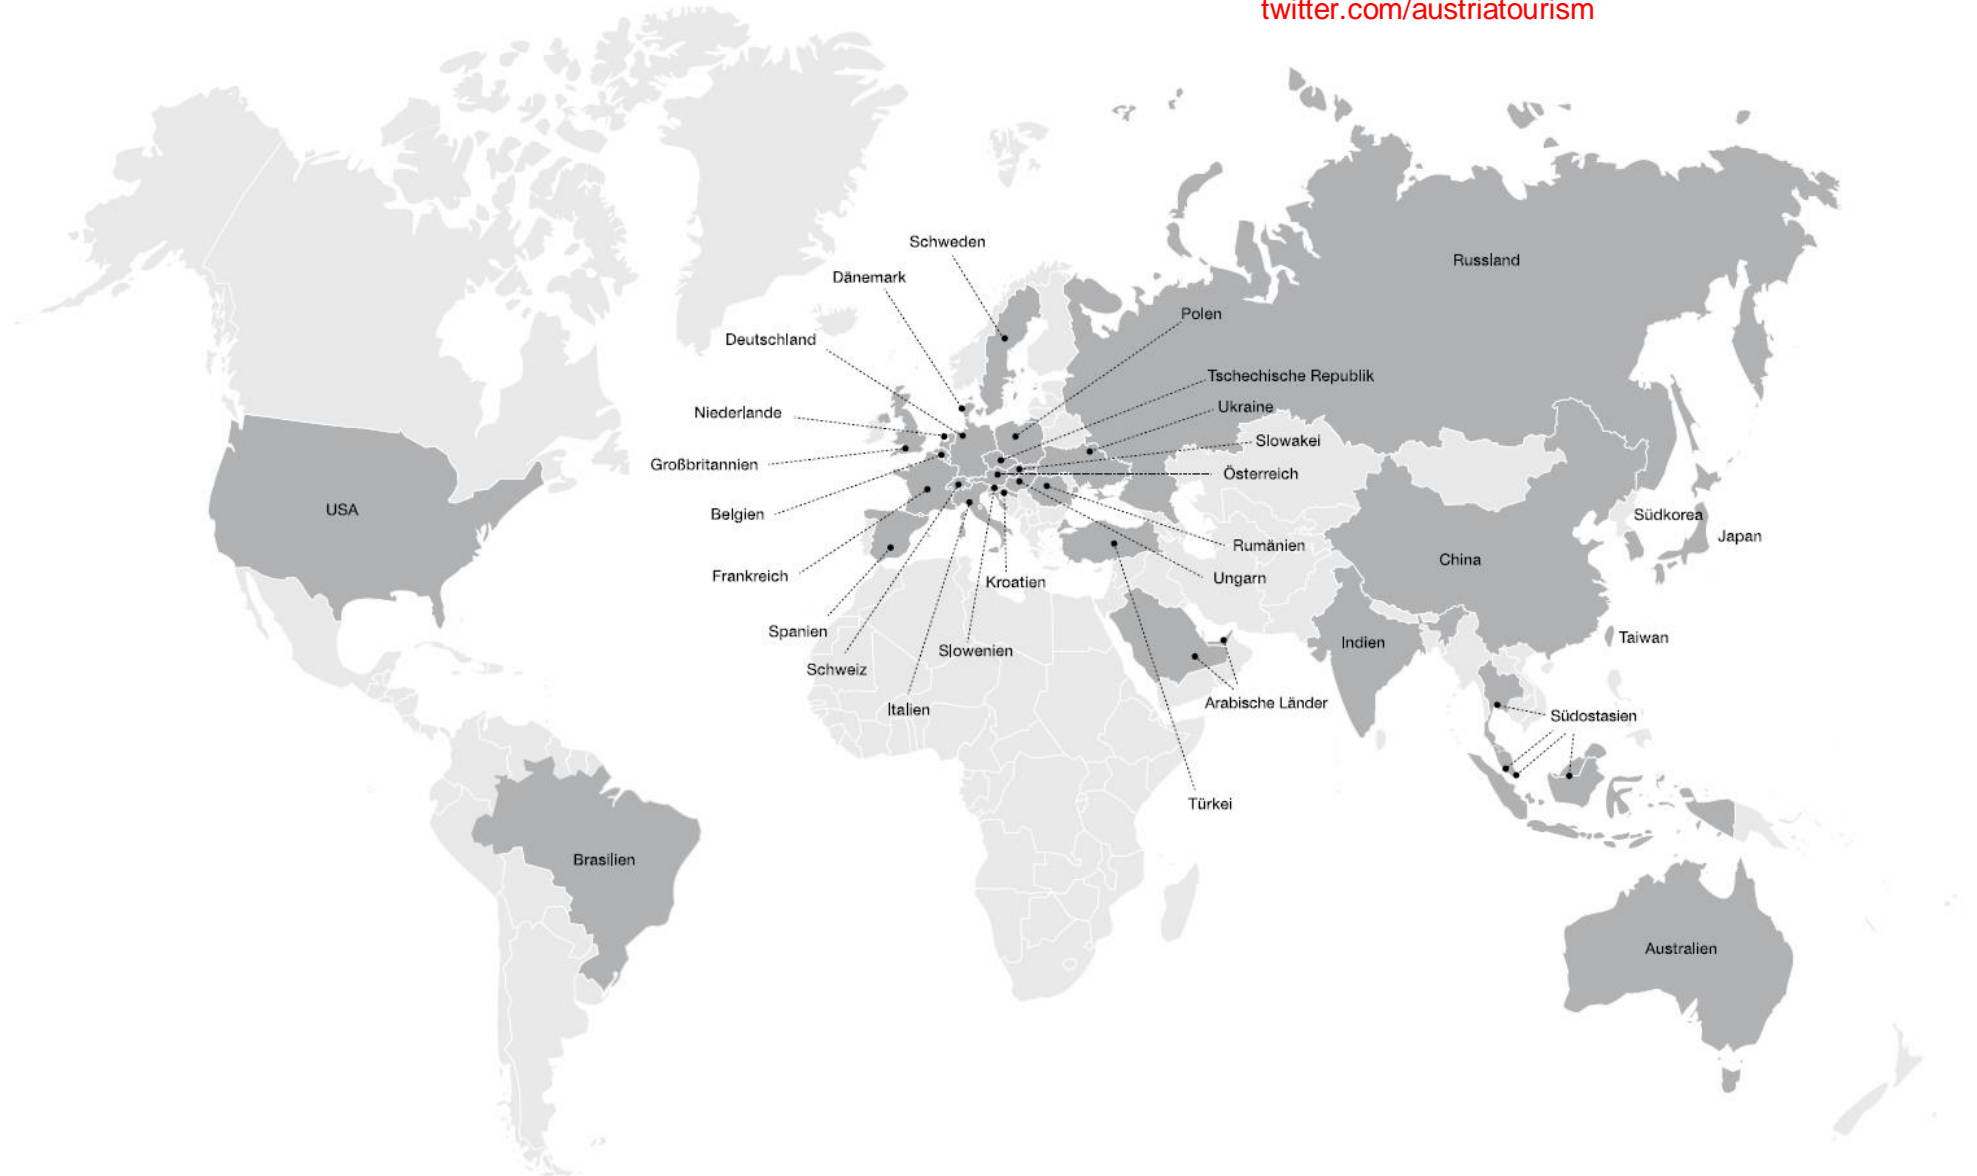 twitter.com/austriatourism
Schweden
Russland
Dänemark
Polen
Deutschland
Tschechische Republik
Niederlande
Ukraine
Slowakei
Großbritannien
Österreich
USA
Belgien
Südkorea
Japan
Rumänien
China
Frankreich
Kroatien
Ungarn
Spanien
Taiwan
Indien
Slowenien
Schweiz
Arabische Länder
Italien
Südostasien
Türkei
Brasilien
Australien